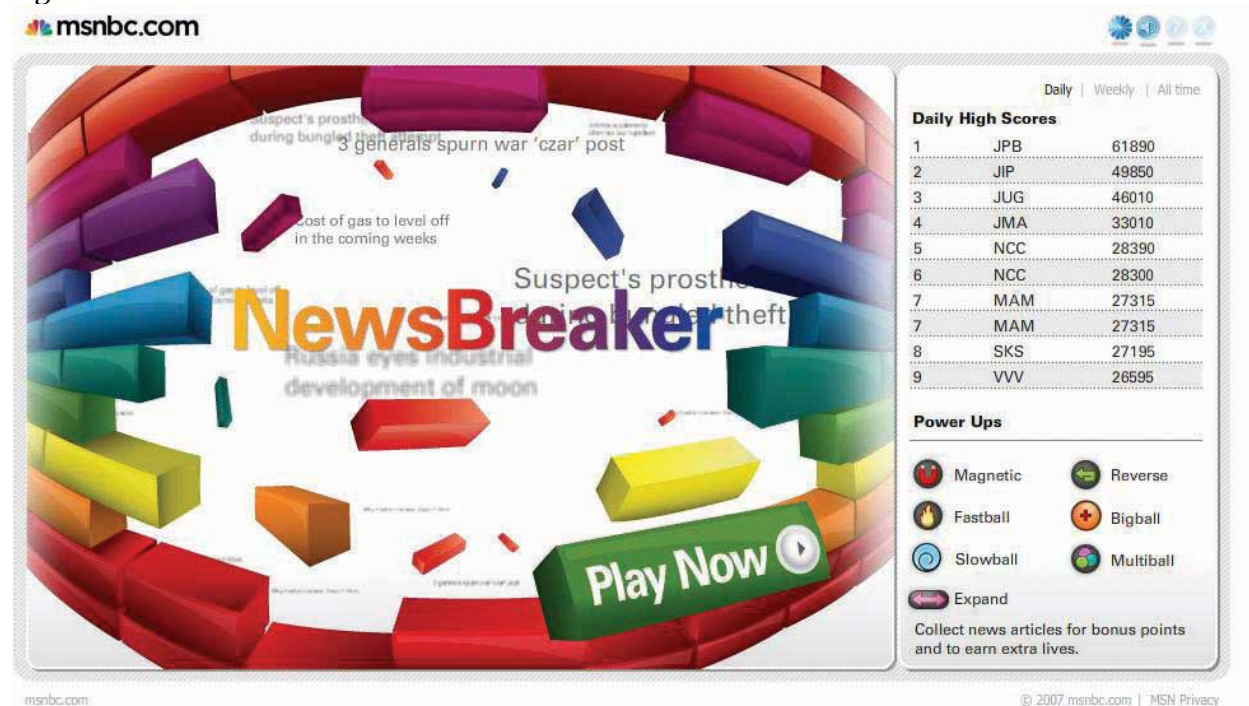 msnbc.com
Suspect's prosth
during bungled theft attempt
3 generals spurn war 'czar' post
Cost of gas to level off
in the coming weeks
Suspect's prosth
during bungled theft
NewsBreaker
Russia eyes industrial
development of moon
Play Now
Daily | Weekly | All time
Daily High Scores
1 JPB 61890
2 JIP 49850
3 JUG 46010
4 JMA 33010
5 NCC 28390
6 NCC 28300
7 MAM 27315
7 MAM 27315
8 SKS 27195
9 VVV 26595
Power Ups
Magnetic Reverse
Fastball Bigball
Slowball Multiball
Expand
Collect news articles for bonus points
and to earn extra lives.
msnbc.com © 2007 msnbc.com | MSN Privacy